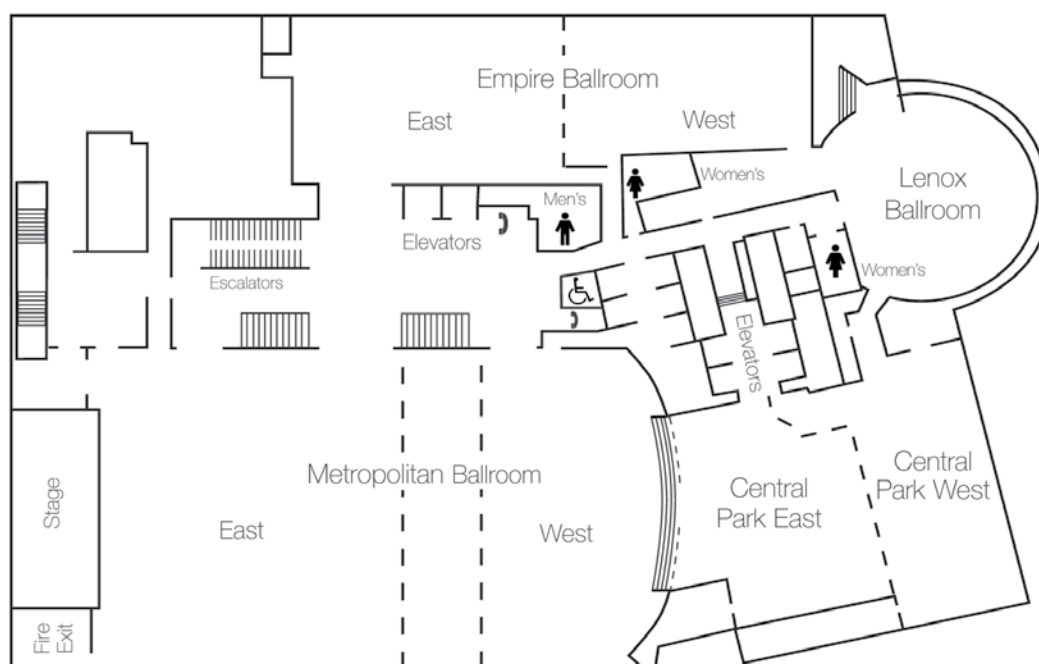 Empire Ballroom
East
West
Women's
Men's
Lenox
Ballroom
Elevators
Women's
Escalators
Elevators
Metropolitan Ballroom
Central
Park West
Central
Park East
Stage
East
West
Fire
Exit